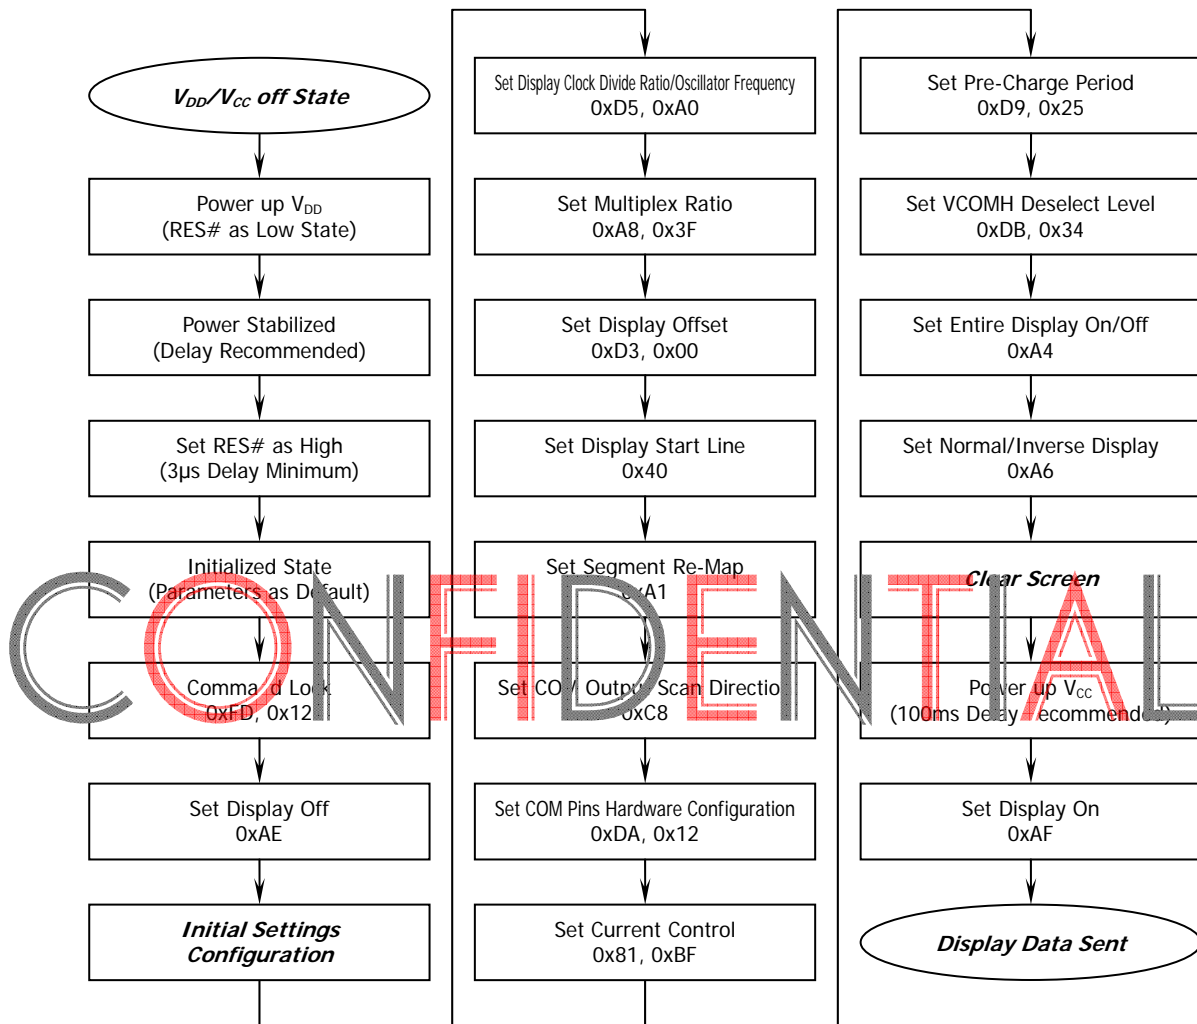 V_DD/V_CC off State
Power up V_DD
(RES# as Low State)
Power Stabilized
(Delay Recommended)
Set RES# as High
(3µs Delay Minimum)
Initialized State
(Parameters as Default)
Command Lock
0xFD, 0x12
Set Display Off
0xAE
Initial Settings
Configuration
Set Display Clock Divide Ratio/Oscillator Frequency
0xD5, 0xA0
Set Multiplex Ratio
0xA8, 0x3F
Set Display Offset
0xD3, 0x00
Set Display Start Line
0x40
Set Segment Re-Map
0xA1
Set COM Output Scan Direction
0xC8
Set COM Pins Hardware Configuration
0xDA, 0x12
Set Current Control
0x81, 0xBF
Set Pre-Charge Period
0xD9, 0x25
Set VCOMH Deselect Level
0xDB, 0x34
Set Entire Display On/Off
0xA4
Set Normal/Inverse Display
0xA6
Clear Screen
Power up V_CC
(100ms Delay Recommended)
Set Display On
0xAF
Display Data Sent
CONFIDENTIAL